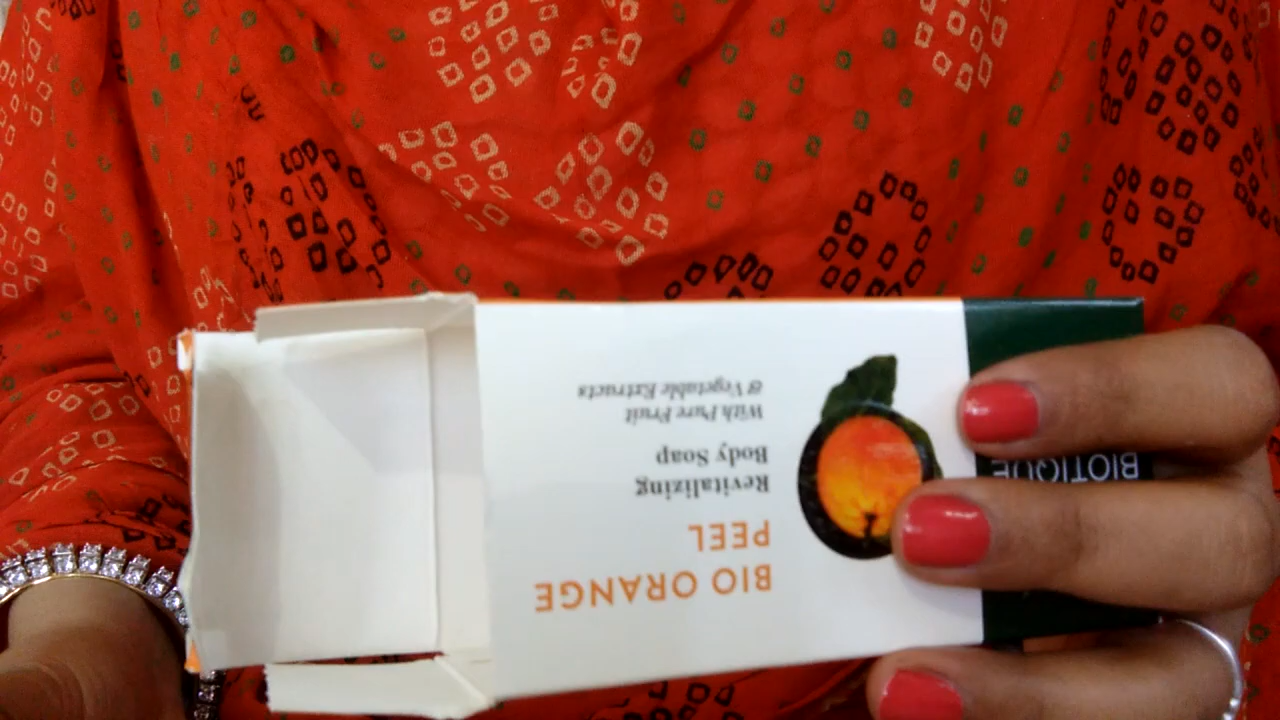 BIOTIQUE
BIO ORANGE
PEEL
Revitalizing
Body Soap
With Pure Fruit
& Vegetable Extracts